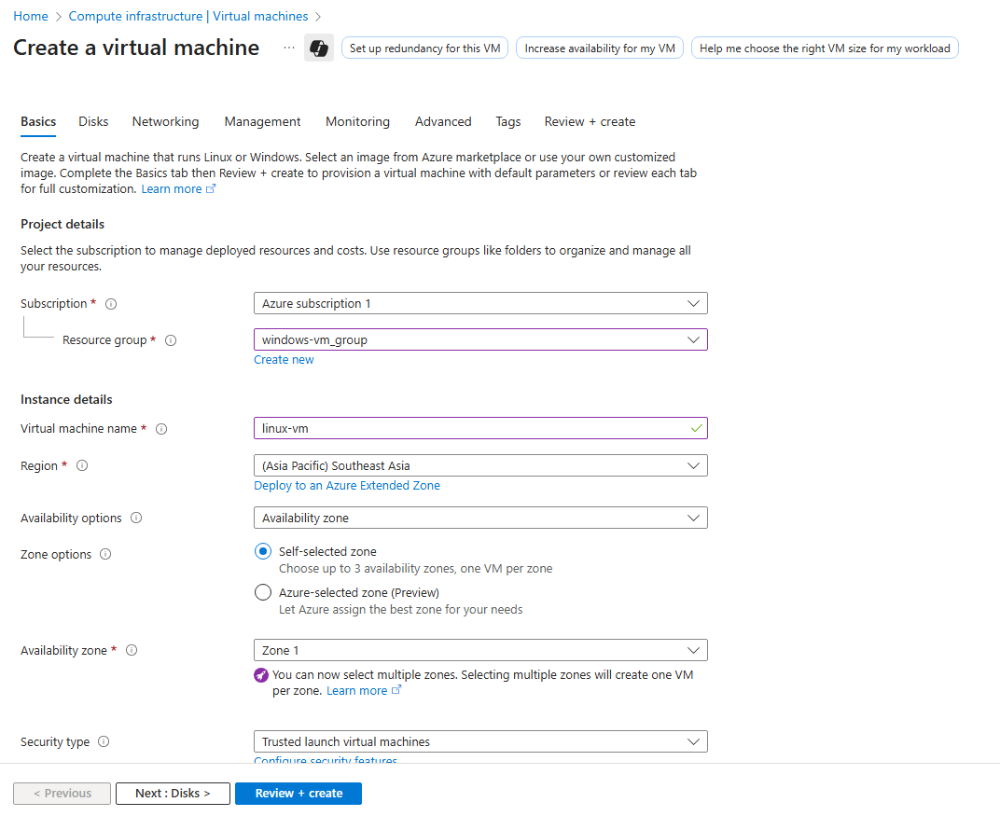 Home > Compute infrastructure | Virtual machines >
Create a virtual machine ... Set up redundancy for this VM Increase availability for my VM Help me choose the right VM size for my workload
Basics Disks Networking Management Monitoring Advanced Tags Review + create
Create a virtual machine that runs Linux or Windows. Select an image from Azure marketplace or use your own customized
image. Complete the Basics tab then Review + create to provision a virtual machine with default parameters or review each tab
for full customization. Learn more
Project details
Select the subscription to manage deployed resources and costs. Use resource groups like folders to organize and manage all
your resources.
Subscription * Azure subscription 1
Resource group * windows-vm_group
Create new
Instance details
Virtual machine name * linux-vm
Region * (Asia Pacific) Southeast Asia
Deploy to an Azure Extended Zone
Availability options Availability zone
Zone options Self-selected zone
Choose up to 3 availability zones, one VM per zone
Azure-selected zone (Preview)
Let Azure assign the best zone for your needs
Availability zone * Zone 1
You can now select multiple zones. Selecting multiple zones will create one VM
per zone. Learn more
Security type Trusted launch virtual machines
Configure security features
< Previous Next : Disks > Review + create